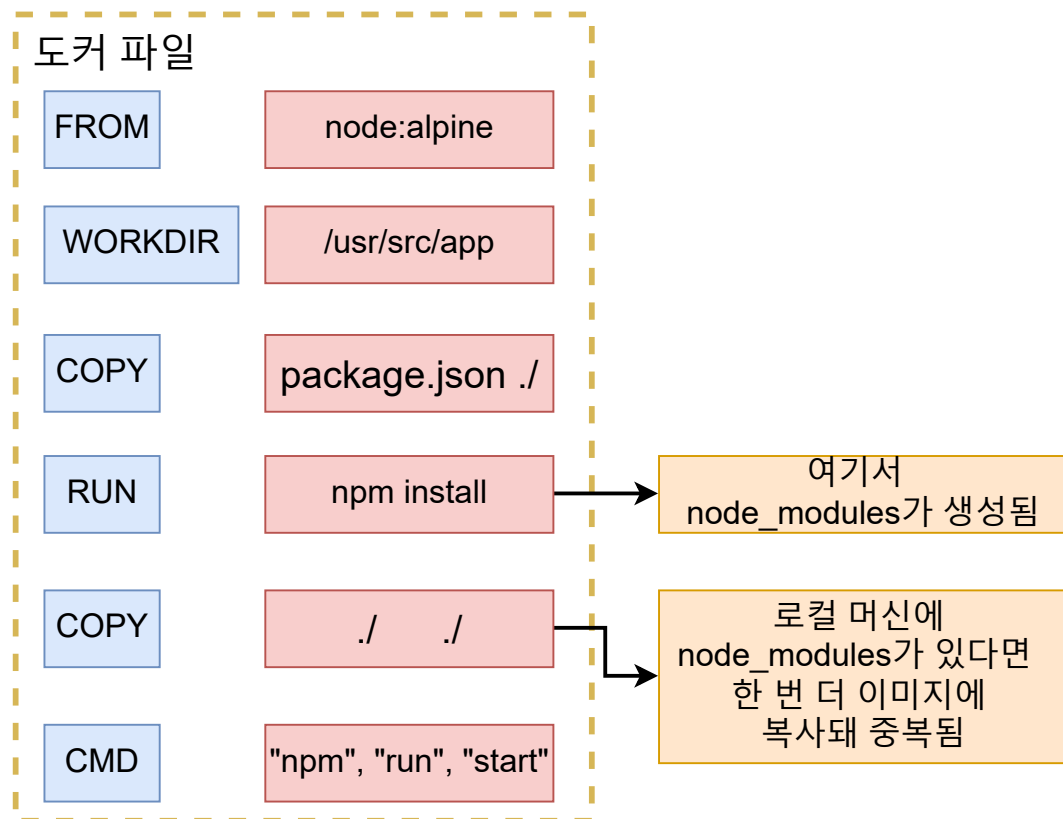 도커 파일
FROM node:alpine
WORKDIR /usr/src/app
COPY package.json ./
RUN npm install
여기서
node_modules가 생성됨
COPY ./ ./
로컬 머신에
node_modules가 있다면
한 번 더 이미지에
복사돼 중복됨
CMD "npm", "run", "start"